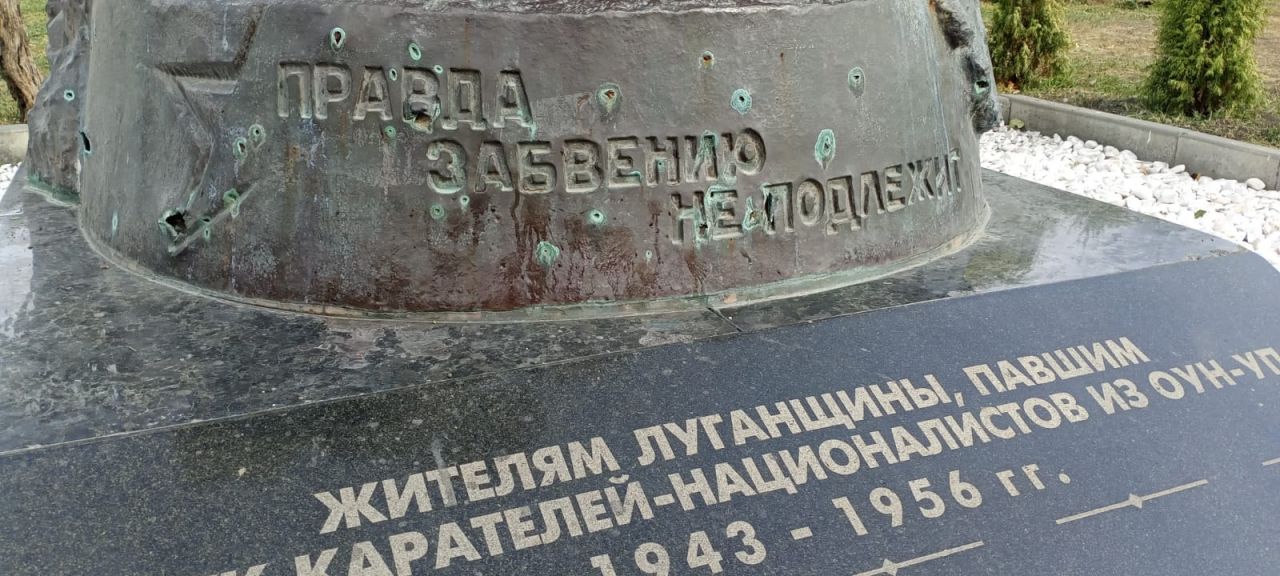 ПРАВДА
ЗАБВЕНИЮ
НЕ ПОДЛЕЖИТ
ЖИТЕЛЯМ ЛУГАНЩИНЫ, ПАВШИМ
КАРАТЕЛЕЙ-НАЦИОНАЛИСТОВ ИЗ ОУН-УП
1943 - 1956 гг.